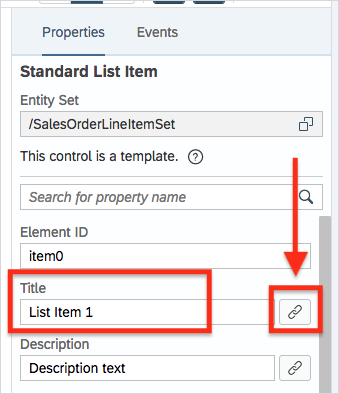 Properties
Events
Standard List Item
Entity Set
/SalesOrderLineItemSet
This control is a template. ?
Search for property name
Element ID
item0
Title
List Item 1
Description
Description text